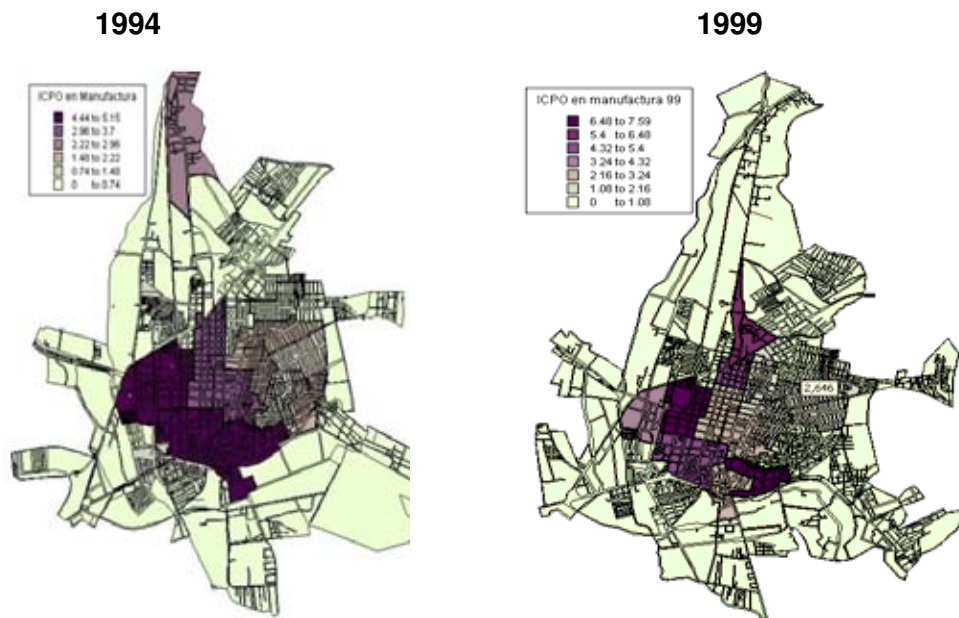 1994
1999
ICPO en Manufactura
4.44 to 5.15
2.96 to 3.7
2.22 to 2.96
1.48 to 2.22
0.74 to 1.48
0 to 0.74
ICPO en manufactura 99
6.48 to 7.59
5.4 to 6.48
4.32 to 5.4
3.24 to 4.32
2.16 to 3.24
1.08 to 2.16
0 to 1.08
2,646